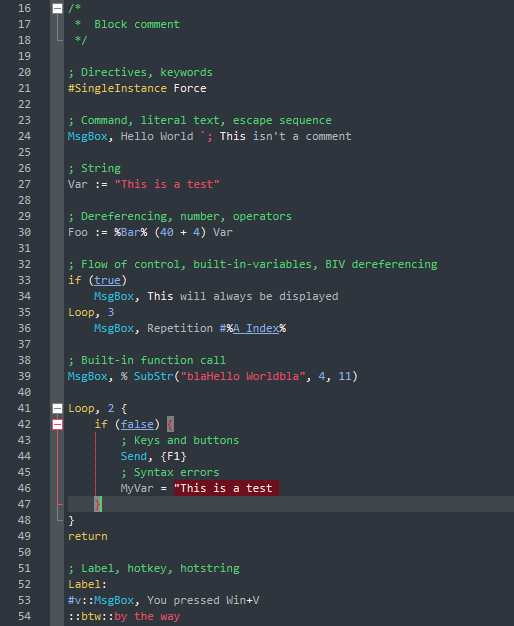 16 /*
17  *  Block comment
18  */
19
20 ; Directives, keywords
21 #SingleInstance Force
22
23 ; Command, literal text, escape sequence
24 MsgBox, Hello World `; This isn't a comment
25
26 ; String
27 Var := "This is a test"
28
29 ; Dereferencing, number, operators
30 Foo := %Bar% (40 + 4) Var
31
32 ; Flow of control, built-in-variables, BIV dereferencing
33 if (true)
34     MsgBox, This will always be displayed
35 Loop, 3
36     MsgBox, Repetition #%A_Index%
37
38 ; Built-in function call
39 MsgBox, % SubStr("blaHello Worldbla", 4, 11)
40
41 Loop, 2 {
42     if (false) {
43         ; Keys and buttons
44         Send, {F1}
45         ; Syntax errors
46         MyVar = "This is a test
47     }
48 }
49 return
50
51 ; Label, hotkey, hotstring
52 Label:
53 #v::MsgBox, You pressed Win+V
54 ::btw::by the way